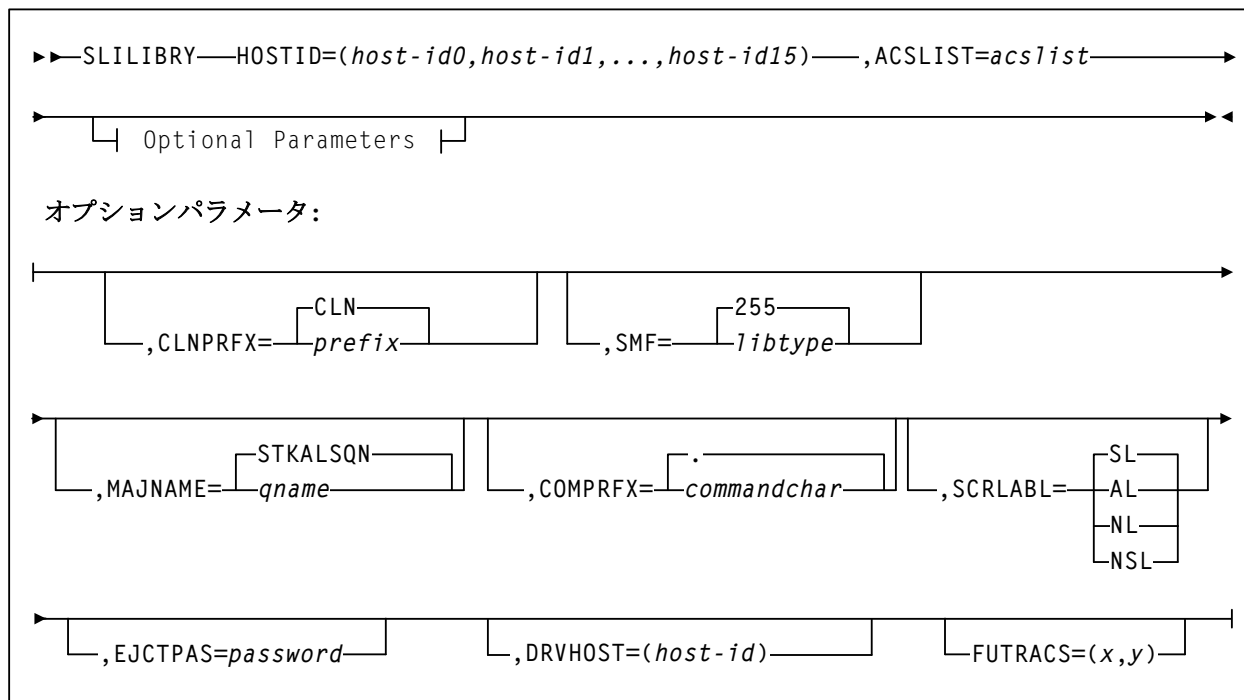 SLILIBRY HOSTID=(host-id0,host-id1,...,host-id15) ,ACSLIST=acslist
Optional Parameters
オプションパラメータ:
CLN
,CLNPRFX= prefix
255
,SMF= libtype
STKALSQN
,MAJNAME= qname
.
,COMPRFX= commandchar
SL
,SCRLABL= AL
NL
NSL
,EJCTPAS=password ,DRVHOST=(host-id) FUTRACS=(x,y)